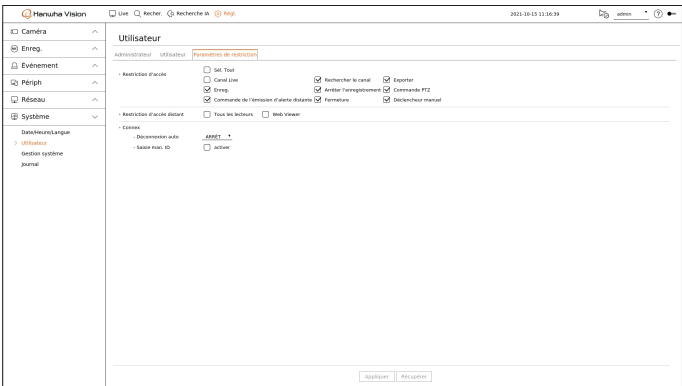 Hanwha Vision
Live Recher. Recherche IA Régl. 2021-10-15 11:16:39 admin ?
Caméra
Enreg.
Événement
Périph
Réseau
Système
Date/Heure/Langue
> Utilisateur
Gestion système
Journal
Utilisateur
Administrateur Utilisateur Paramètres de restriction
- Restriction d'accès
Sél. Tout
Canal Live Rechercher le canal Exporter
Enreg. Arrêter l'enregistrement Commande PTZ
Commande de l'émission d'alerte distante Fermeture Déclencheur manuel
- Restriction d'accès distant Tous les lecteurs Web Viewer
- Connex
- Déconnexion auto ARRÊT
- Saisie man. ID activer
Appliquer Récupérer